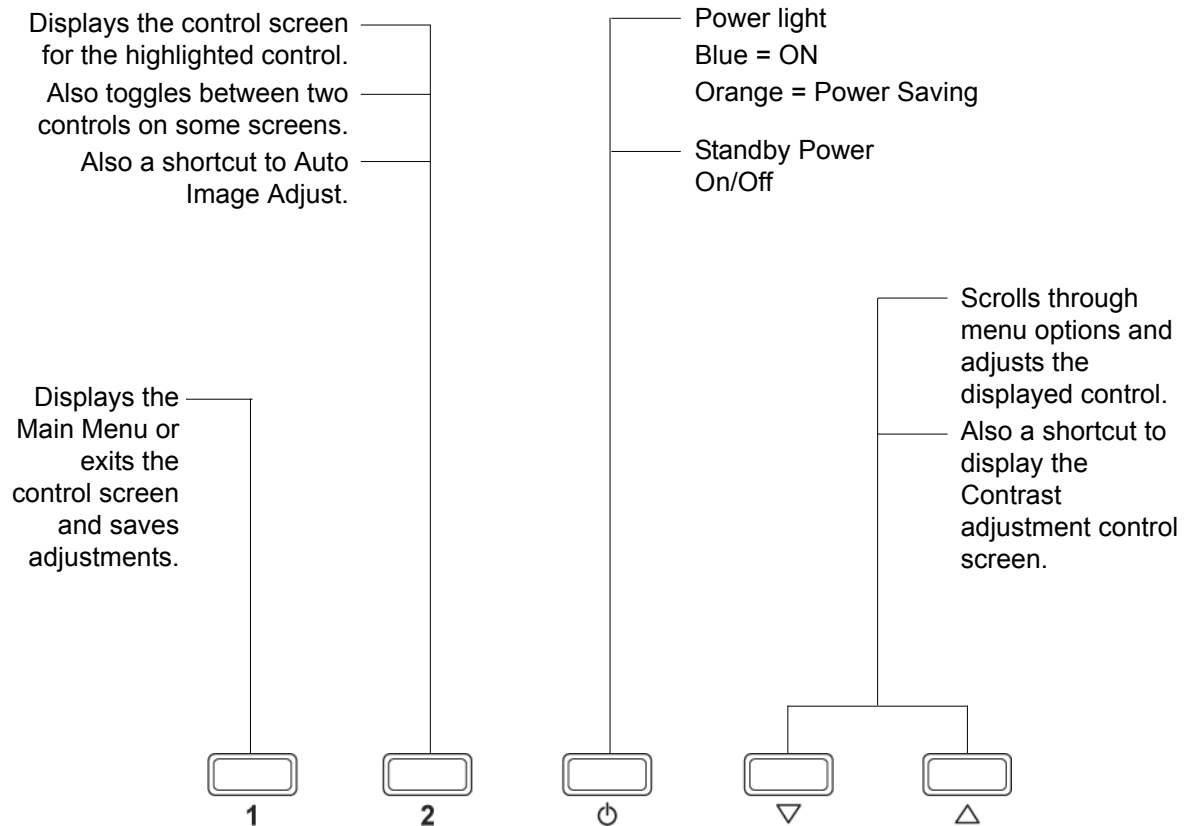 Displays the control screen
for the highlighted control.
Also toggles between two
controls on some screens.
Also a shortcut to Auto
Image Adjust.
Power light
Blue = ON
Orange = Power Saving
Standby Power
On/Off
Scrolls through
menu options and
adjusts the
displayed control.
Also a shortcut to
display the
Contrast
adjustment control
screen.
Displays the
Main Menu or
exits the
control screen
and saves
adjustments.
1
2